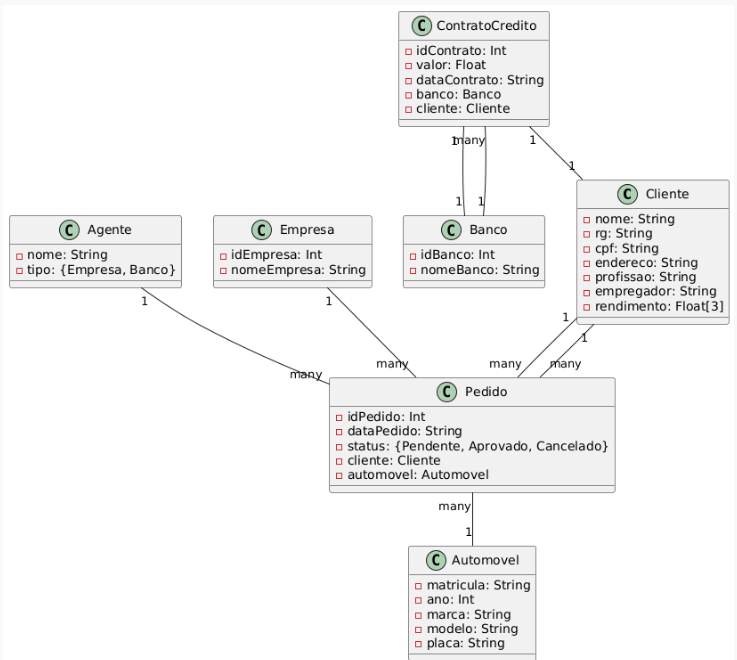 C ContratoCredito
idContrato: Int
valor: Float
dataContrato: String
banco: Banco
cliente: Cliente
1
many
1
1
1
1
C Cliente
nome: String
rg: String
cpf: String
endereco: String
profissao: String
empregador: String
rendimento: Float[3]
C Agente
nome: String
tipo: {Empresa, Banco}
C Empresa
idEmpresa: Int
nomeEmpresa: String
C Banco
idBanco: Int
nomeBanco: String
1
1
1
1
many
many
many
many
C Pedido
idPedido: Int
dataPedido: String
status: {Pendente, Aprovado, Cancelado}
cliente: Cliente
automovel: Automovel
many
1
C Automovel
matricula: String
ano: Int
marca: String
modelo: String
placa: String